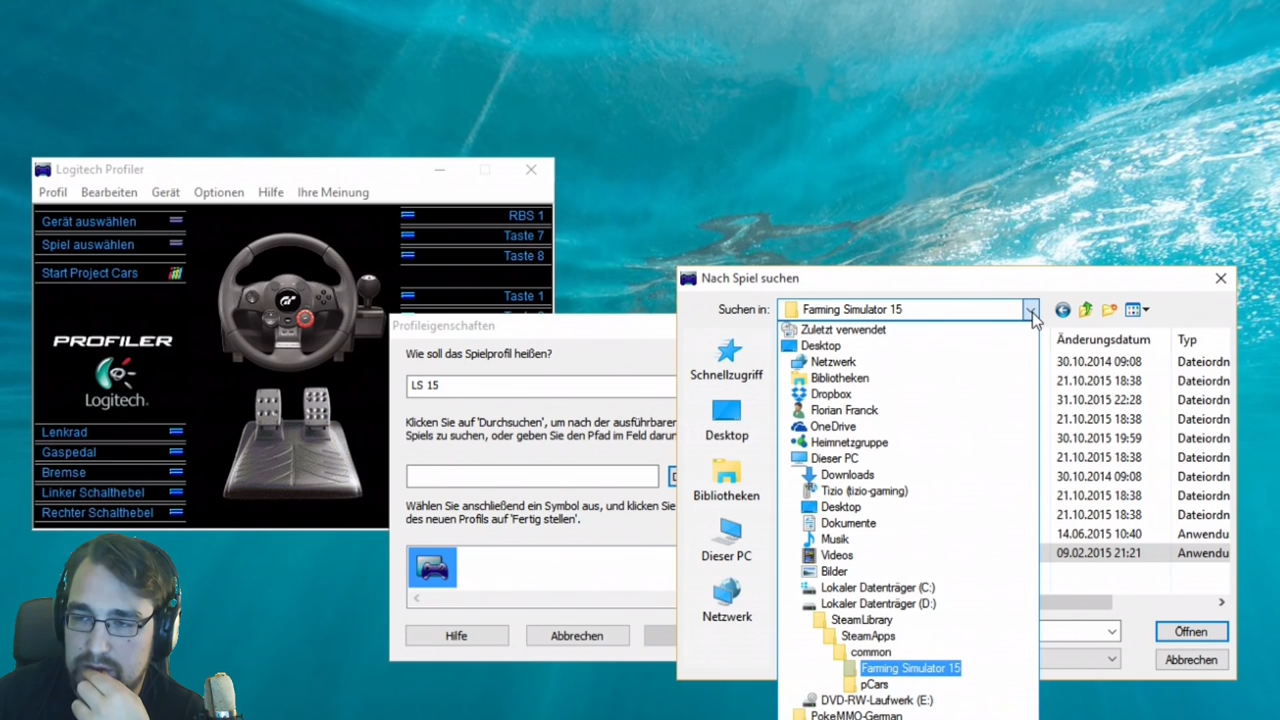 Logitech Profiler
Profil Bearbeiten Gerät Optionen Hilfe Ihre Meinung
Gerät auswählen
Spiel auswählen
Start Project Cars
PROFILER
Logitech
Lenkrad
Gaspedal
Bremse
Linker Schalthebel
Rechter Schalthebel
RBS 1
Taste 7
Taste 8
Taste 1
GT
Profileigenschaften
Wie soll das Spielprofil heißen?
LS 15
Klicken Sie auf 'Durchsuchen', um nach der ausführbaren
Spiels zu suchen, oder geben Sie den Pfad im Feld darun
Wählen Sie anschließend ein Symbol aus, und klicken Sie
des neuen Profils auf 'Fertig stellen'.
Hilfe
Abbrechen
Nach Spiel suchen
Suchen in: Farming Simulator 15
Schnellzugriff
Desktop
Bibliotheken
Dieser PC
Netzwerk
Zuletzt verwendet
Desktop
Netzwerk
Bibliotheken
Dropbox
Florian Franck
OneDrive
Heimnetzgruppe
Dieser PC
Downloads
Tizio (tizio-gaming)
Desktop
Dokumente
Musik
Videos
Bilder
Lokaler Datenträger (C:)
Lokaler Datenträger (D:)
SteamLibrary
SteamApps
common
Farming Simulator 15
pCars
DVD-RW-Laufwerk (E:)
PokeMMO-German
Änderungsdatum Typ
30.10.2014 09:08 Dateiordn
21.10.2015 18:38 Dateiordn
31.10.2015 22:28 Dateiordn
21.10.2015 18:38 Dateiordn
30.10.2015 19:59 Dateiordn
21.10.2015 18:38 Dateiordn
30.10.2014 09:08 Dateiordn
21.10.2015 18:38 Dateiordn
21.10.2015 18:38 Dateiordn
14.06.2015 10:40 Anwendu
09.02.2015 21:21 Anwendu
Öffnen
Abbrechen